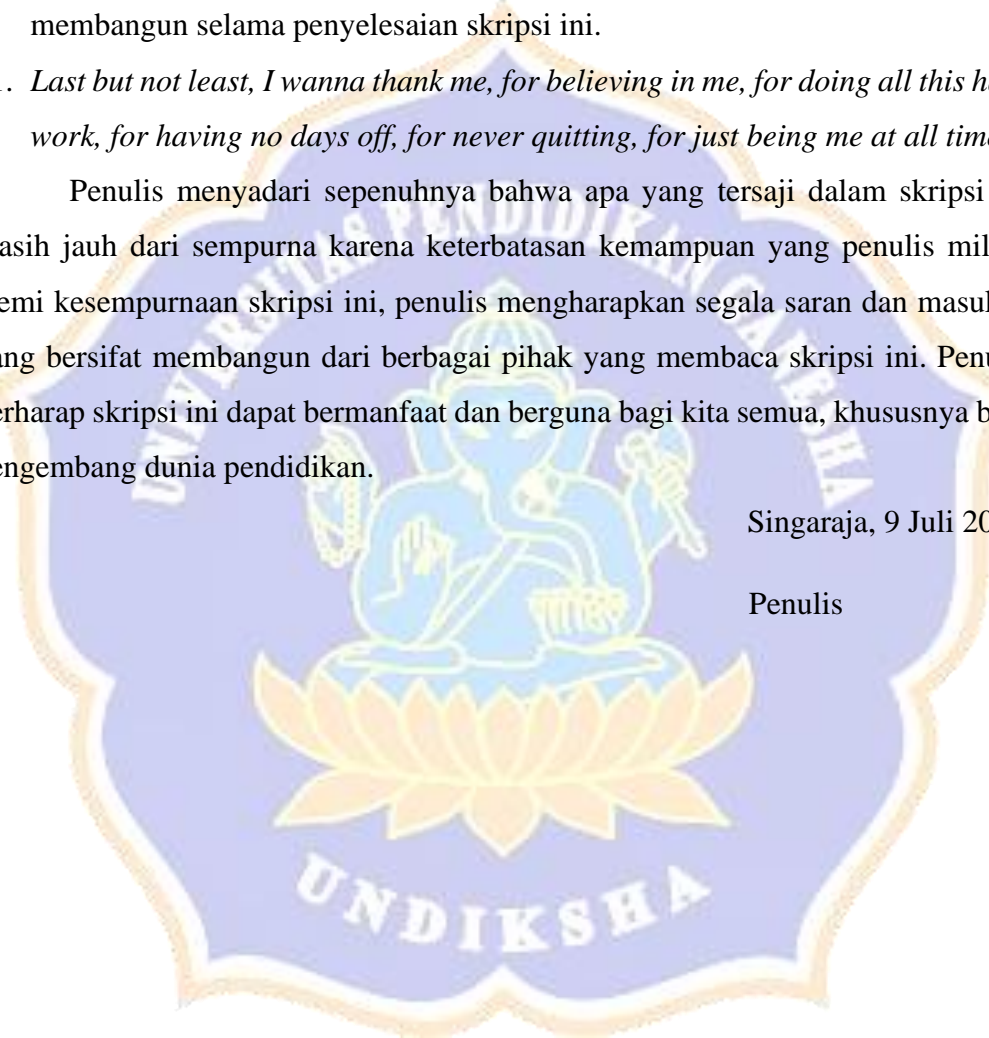 membangun selama penyelesaian skripsi ini.
. Last but not least, I wanna thank me, for believing in me, for doing all this h
work, for having no days off, for never quitting, for just being me at all tim
Penulis menyadari sepenuhnya bahwa apa yang tersaji dalam skripsi
asih jauh dari sempurna karena keterbatasan kemampuan yang penulis mil
emi kesempurnaan skripsi ini, penulis mengharapkan segala saran dan masu
ang bersifat membangun dari berbagai pihak yang membaca skripsi ini. Penu
erharap skripsi ini dapat bermanfaat dan berguna bagi kita semua, khususnya b
engembang dunia pendidikan.
Singaraja, 9 Juli 20
Penulis
UNIVERSITAS PENDIDIKAN GANESHA
UNDIKSHA